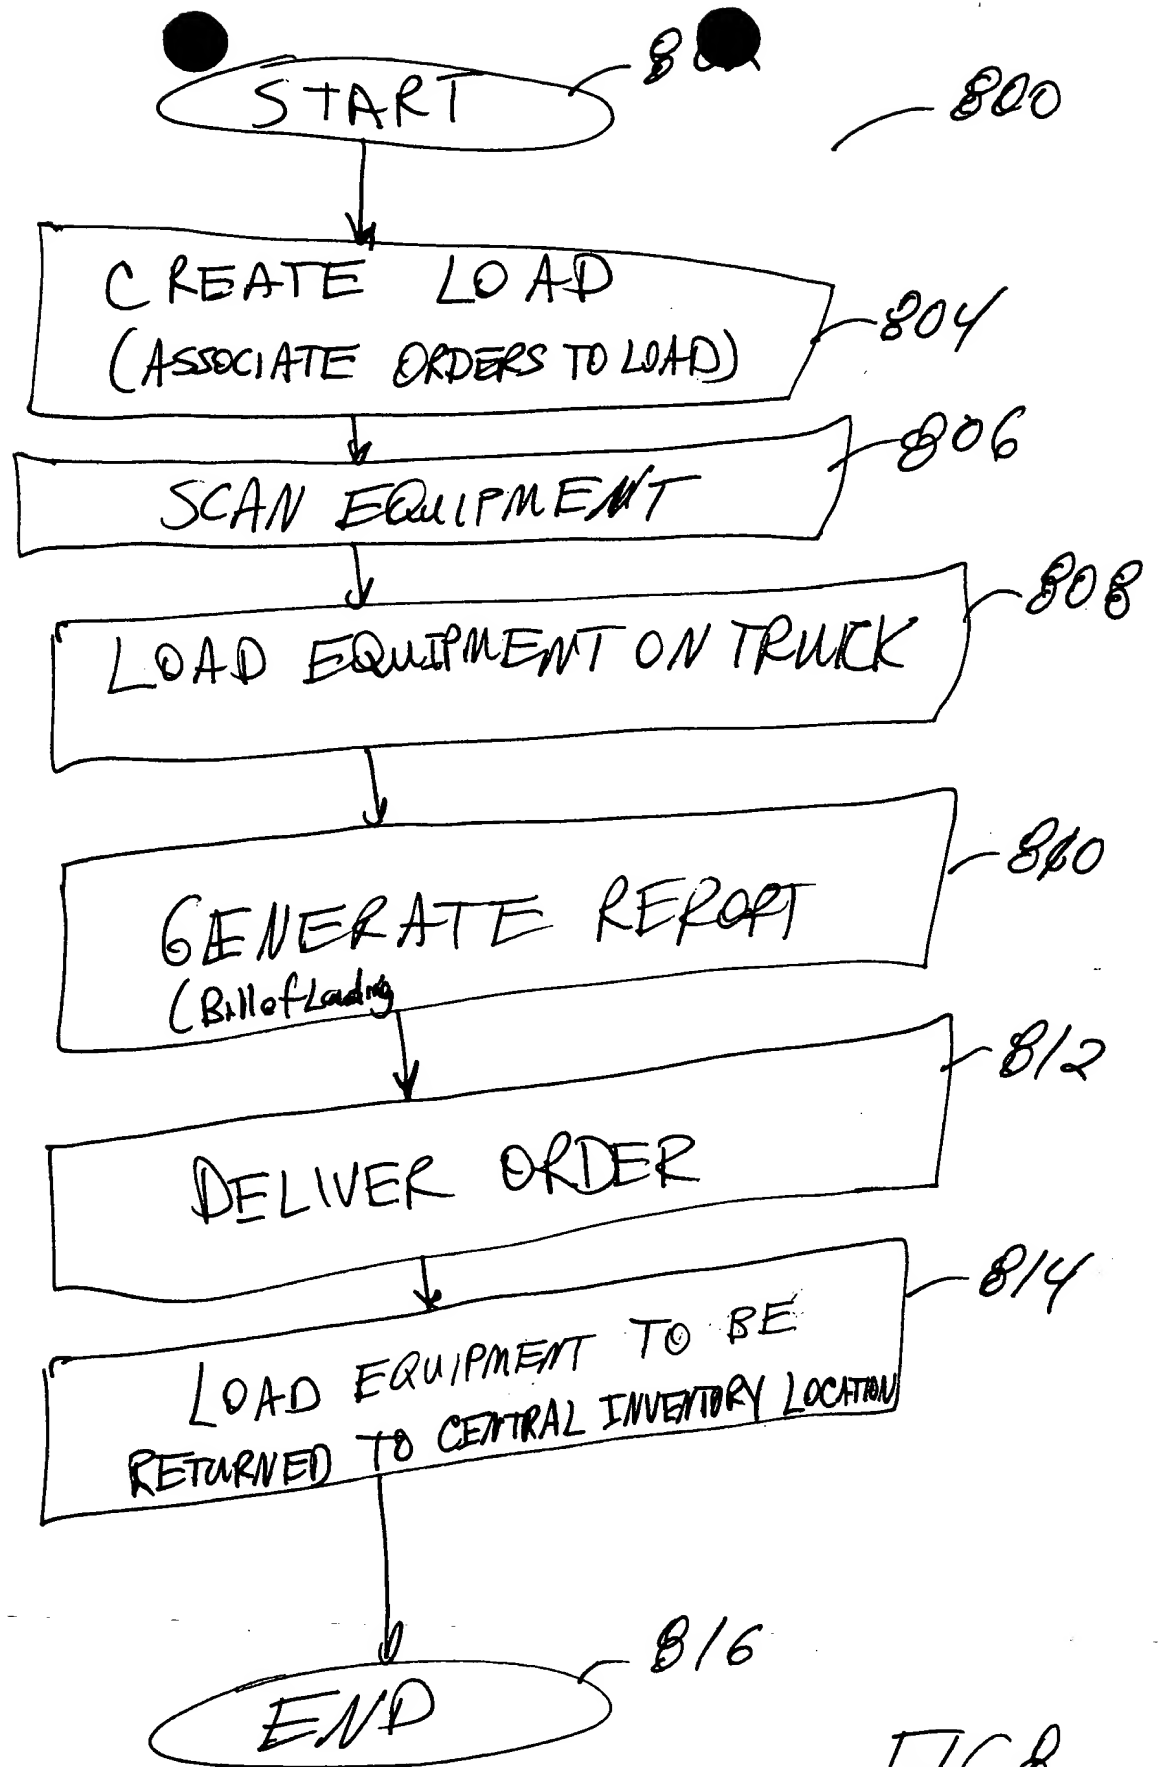 START
800
CREATE LOAD
(ASSOCIATE ORDERS TO LOAD)
804
SCAN EQUIPMENT
806
LOAD EQUIPMENT ON TRUCK
808
GENERATE REPORT
(Bill of Lading
810
DELIVER ORDER
812
LOAD EQUIPMENT TO BE
RETURNED TO CENTRAL INVENTORY LOCATION
814
END
816